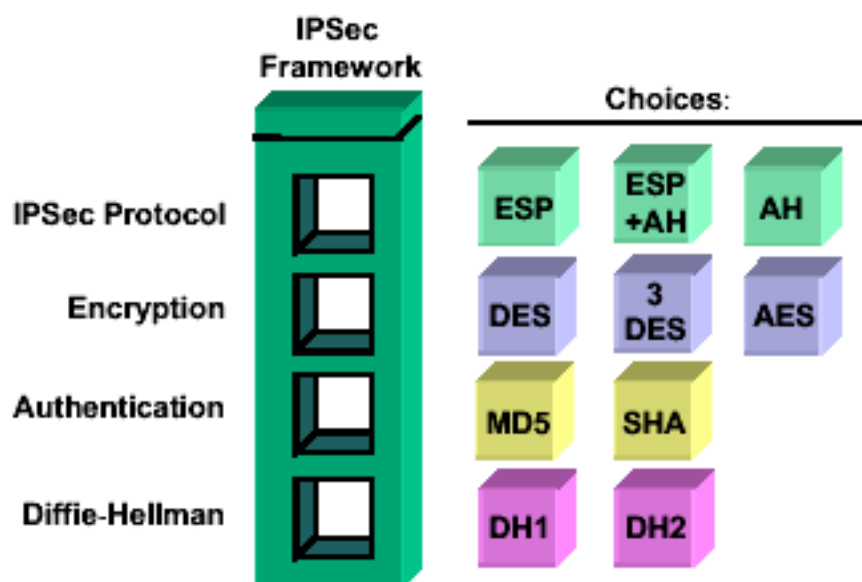 IPSec
Framework
Choices:
IPSec Protocol
ESP
ESP
+AH
AH
Encryption
DES
3
DES
AES
Authentication
MD5
SHA
Diffie-Hellman
DH1
DH2